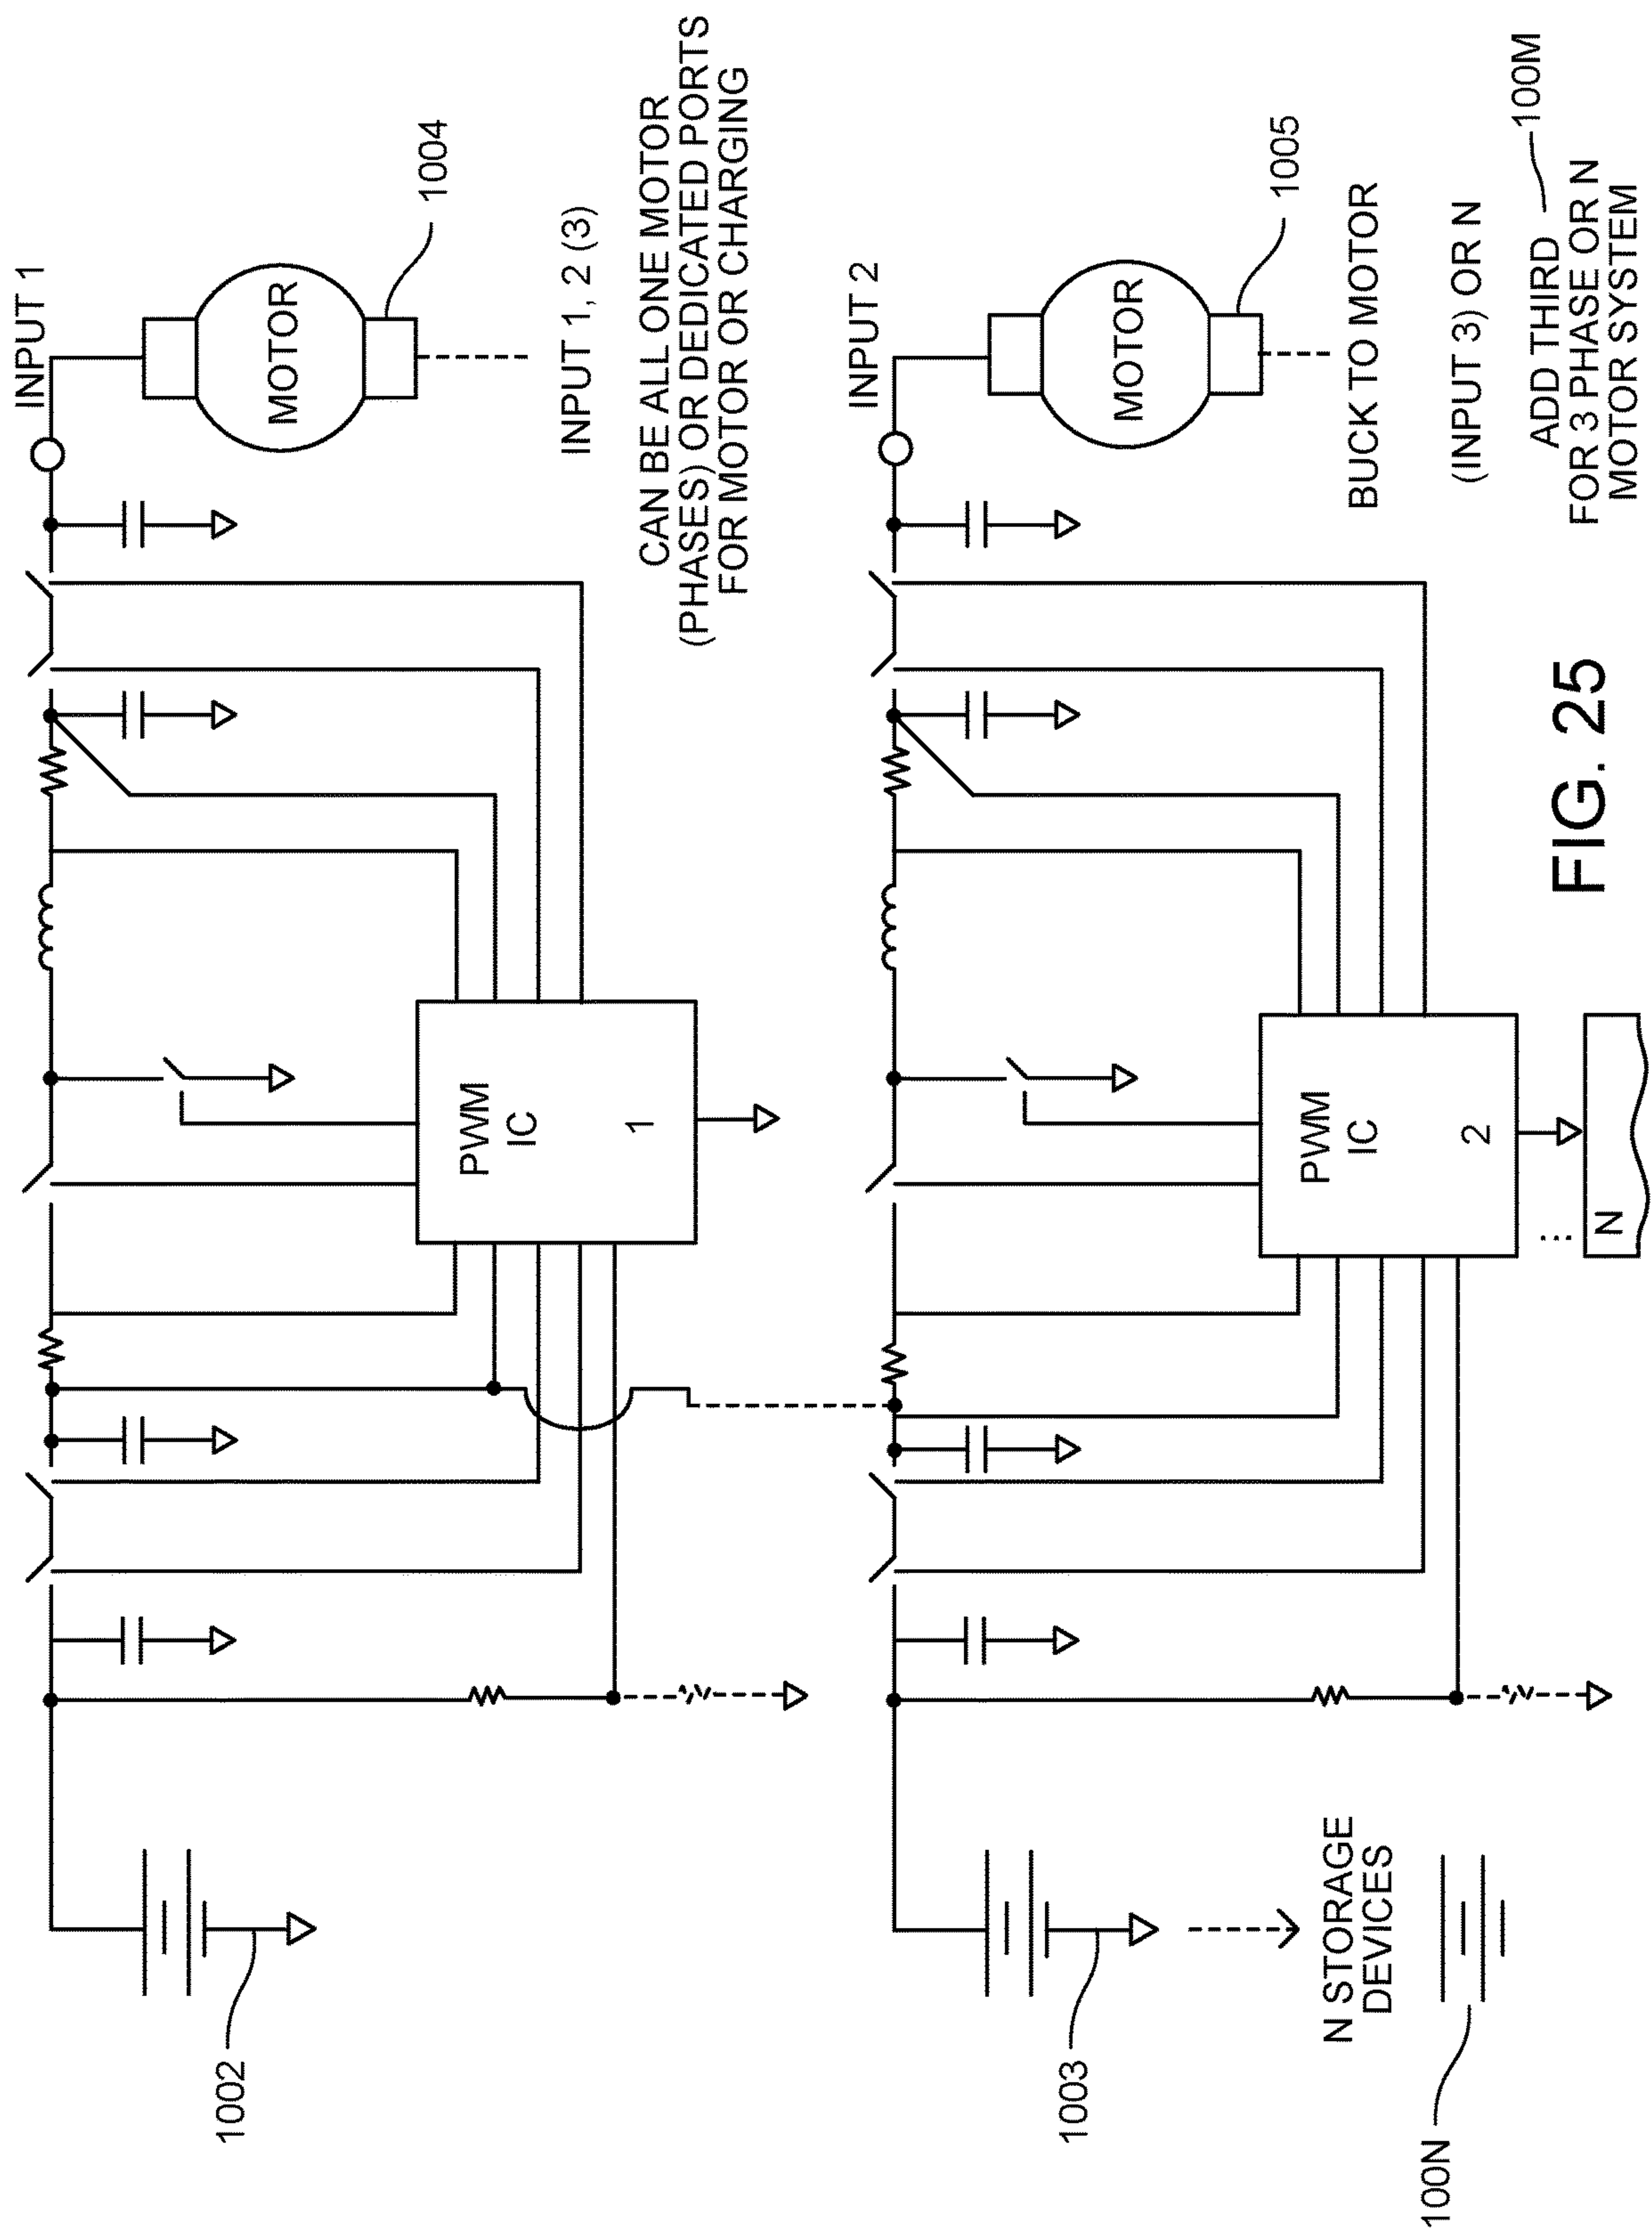 INPUT 1
MOTOR
1004
INPUT 1, 2 (3)
CAN BE ALL ONE MOTOR
(PHASES) OR DEDICATED PORTS
FOR MOTOR OR CHARGING
PWM
IC
1
1002
INPUT 2
MOTOR
1005
BUCK TO MOTOR
(INPUT 3) OR N
ADD THIRD
100M
FOR 3 PHASE OR N
MOTOR SYSTEM
PWM
IC
2
...
N
1003
N STORAGE
DEVICES
100N
FIG. 25